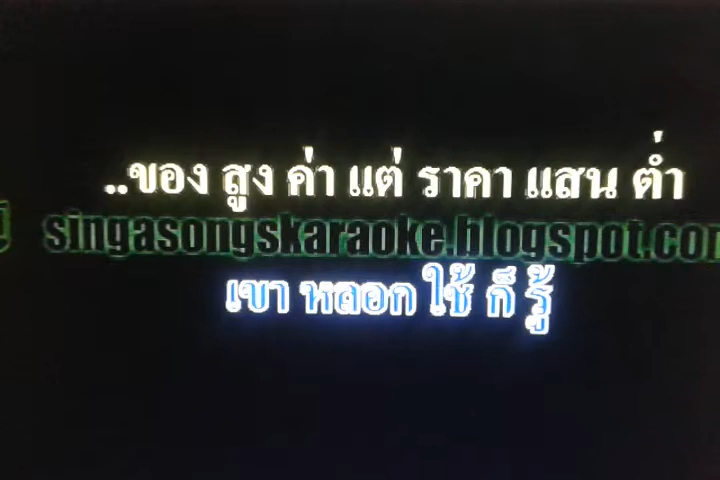 ..ของ สูง ค่า แต่ ราคา แสน ต่ำ
singasongskaraoke.blogspot.com
เขา หลอก ใช้ ก็ รู้